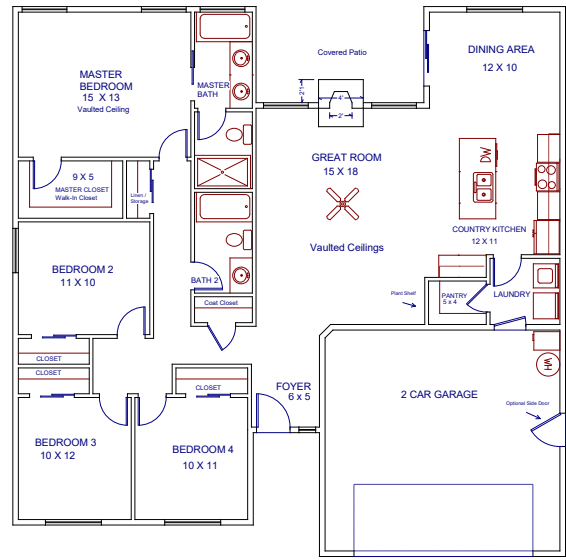 MASTER
BEDROOM
15 X 13
Vaulted Ceiling
MASTER
BATH
Covered Patio
2'1"
4'
2'
DINING AREA
12 X 10
GREAT ROOM
15 X 18
Vaulted Ceilings
DW
COUNTRY KITCHEN
12 X 11
9 X 5
MASTER CLOSET
Walk-In Closet
Linen /
Storage
BEDROOM 2
11 X 10
BATH 2
Coat Closet
Plant Shelf
PANTRY
5 x 4
LAUNDRY
CLOSET
CLOSET
CLOSET
FOYER
6 x 5
2 CAR GARAGE
WH
Optional Side Door
BEDROOM 3
10 X 12
BEDROOM 4
10 X 11